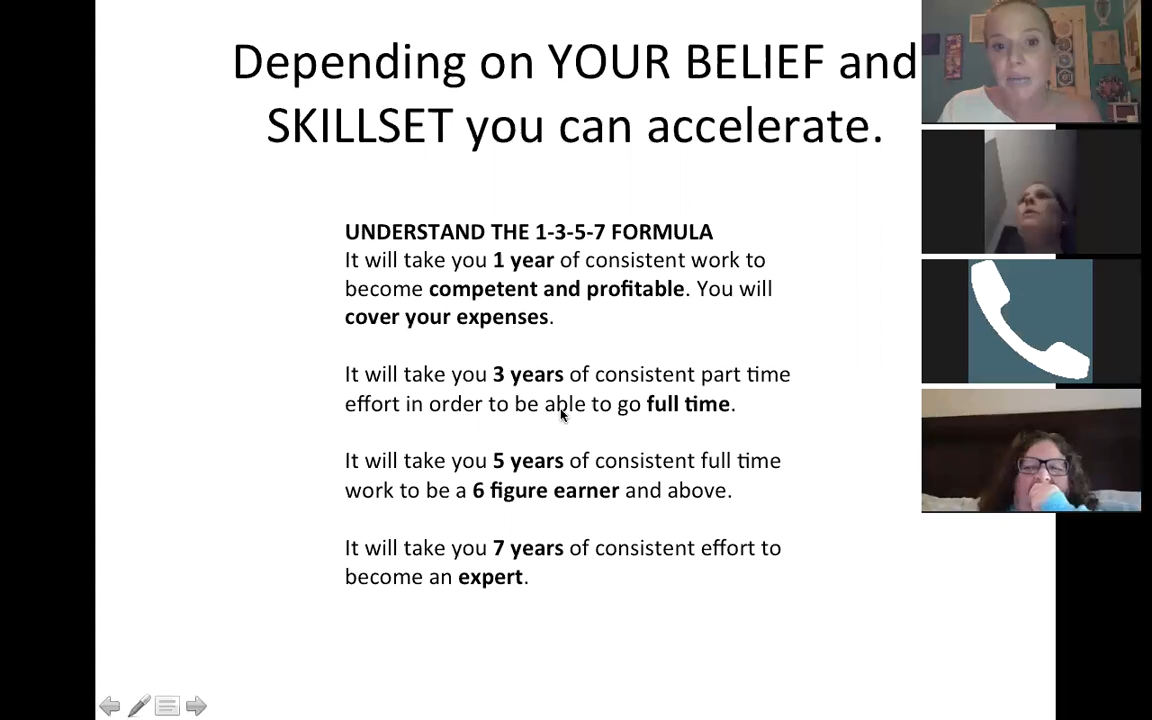 Depending on YOUR BELIEF and
SKILLSET you can accelerate.
UNDERSTAND THE 1-3-5-7 FORMULA
It will take you 1 year of consistent work to
become competent and profitable. You will
cover your expenses.
It will take you 3 years of consistent part time
effort in order to be able to go full time.
It will take you 5 years of consistent full time
work to be a 6 figure earner and above.
It will take you 7 years of consistent effort to
become an expert.